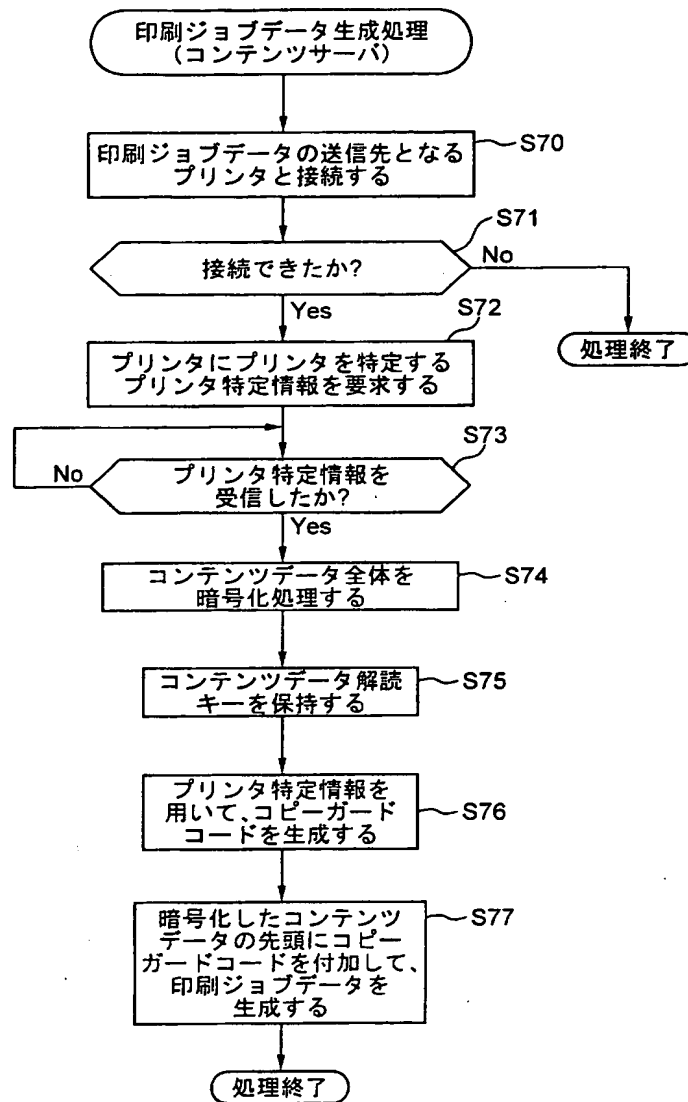 印刷ジョブデータ生成処理
(コンテンツサーバ)
S70
印刷ジョブデータの送信先となる
プリンタと接続する
S71
接続できたか?
No
Yes
処理終了
S72
プリンタにプリンタを特定する
プリンタ特定情報を要求する
S73
プリンタ特定情報を
受信したか?
No
Yes
S74
コンテンツデータ全体を
暗号化処理する
S75
コンテンツデータ解読
キーを保持する
S76
プリンタ特定情報を
用いて、コピーガード
コードを生成する
S77
暗号化したコンテンツ
データの先頭にコピー
ガードコードを付加して、
印刷ジョブデータを
生成する
処理終了